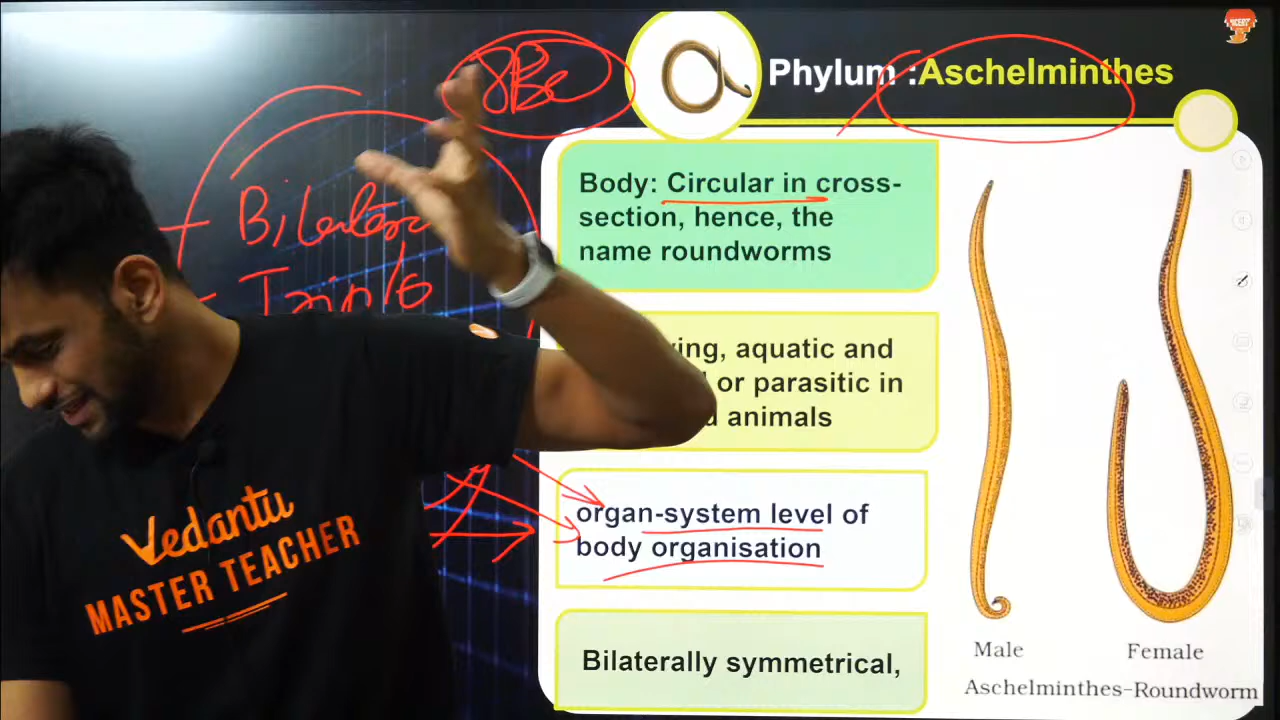 Phylum : Aschelminthes
Body: Circular in cross-
section, hence, the
name roundworms
aquatic and
or parasitic in
animals
organ-system level of
body organisation
Bilaterally symmetrical,
Male
Female
Aschelminthes-Roundworm
Vedantu
MASTER TEACHER